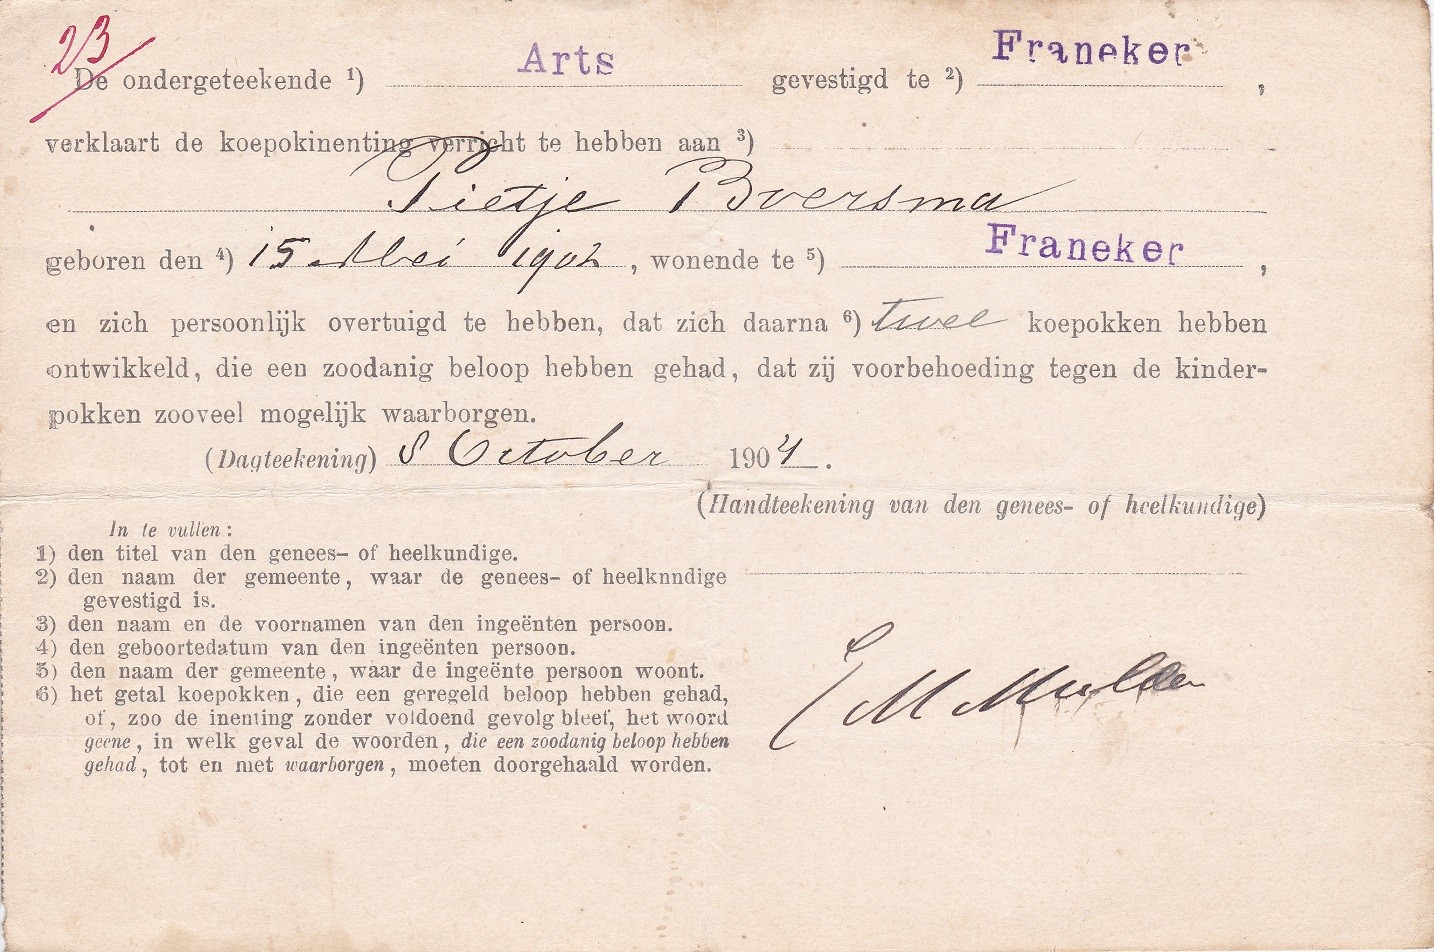 23
De ondergeteekende 1) Arts gevestigd te 2) Franeker,
verklaart de koepokinenting verricht te hebben aan 3)
Pietje Boersma
geboren den 4) 15 Mei 1902, wonende te 5) Franeker,
en zich persoonlijk overtuigd te hebben, dat zich daarna 6) twee koepokken hebben
ontwikkeld, die een zoodanig beloop hebben gehad, dat zij voorbehoeding tegen de kinder-
pokken zooveel mogelijk waarborgen.
(Dagteekening) 8 October 1904.
(Handteekening van den genees- of heelkundige)
In te vullen:
1) den titel van den genees- of heelkundige.
2) den naam der gemeente, waar de genees- of heelknndige
gevestigd is.
3) den naam en de voornamen van den ingeënten persoon.
4) den geboortedatum van den ingeënten persoon.
5) den naam der gemeente, waar de ingeënte persoon woont.
6) het getal koepokken, die een geregeld beloop hebben gehad,
of, zoo de inenting zonder voldoend gevolg bleef, het woord
geene, in welk geval de woorden, die een zoodanig beloop hebben
gehad, tot en met waarborgen, moeten doorgehaald worden.
M Mulder